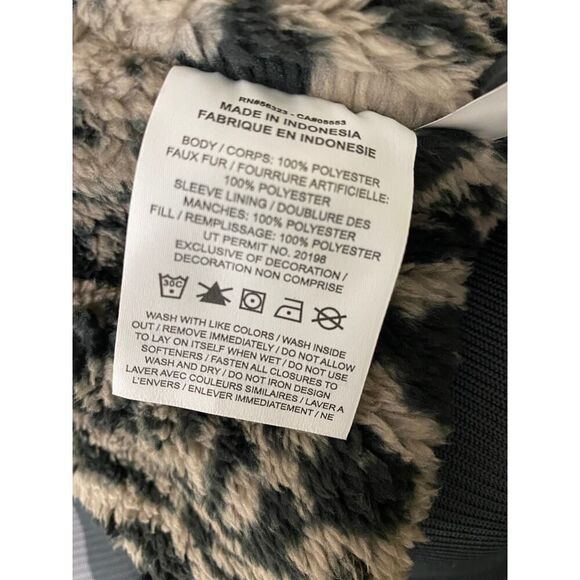 RN#56323 - CA#05553
MADE IN INDONESIA
FABRIQUE EN INDONESIE
BODY / CORPS: 100% POLYESTER
FAUX FUR / FOURRURE ARTIFICIELLE:
100% POLYESTER
SLEEVE LINING / DOUBLURE DES
MANCHES: 100% POLYESTER
FILL / REMPLISSAGE: 100% POLYESTER
UT PERMIT NO. 20198
EXCLUSIVE OF DECORATION /
DECORATION NON COMPRISE
30C
WASH WITH LIKE COLORS / WASH INSIDE
OUT / REMOVE IMMEDIATELY / DO NOT ALLOW
TO LAY ON ITSELF WHEN WET / DO NOT USE
SOFTENERS / FASTEN ALL CLOSURES TO
WASH AND DRY / DO NOT IRON DESIGN
LAVER AVEC COULEURS SIMILAIRES / LAVER A
L'ENVERS / ENLEVER IMMEDIATEMENT / NE